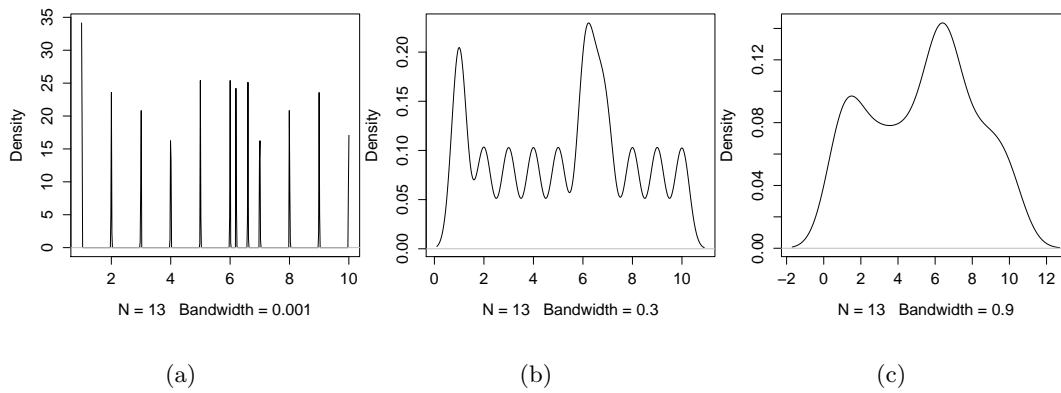 Density
35
30
25
20
15
10
5
0
2 4 6 8 10
N = 13 Bandwidth = 0.001
(a)
Density
0.20
0.15
0.10
0.05
0.00
0 2 4 6 8 10
N = 13 Bandwidth = 0.3
(b)
Density
0.12
0.08
0.04
0.00
−2 0 2 4 6 8 10 12
N = 13 Bandwidth = 0.9
(c)